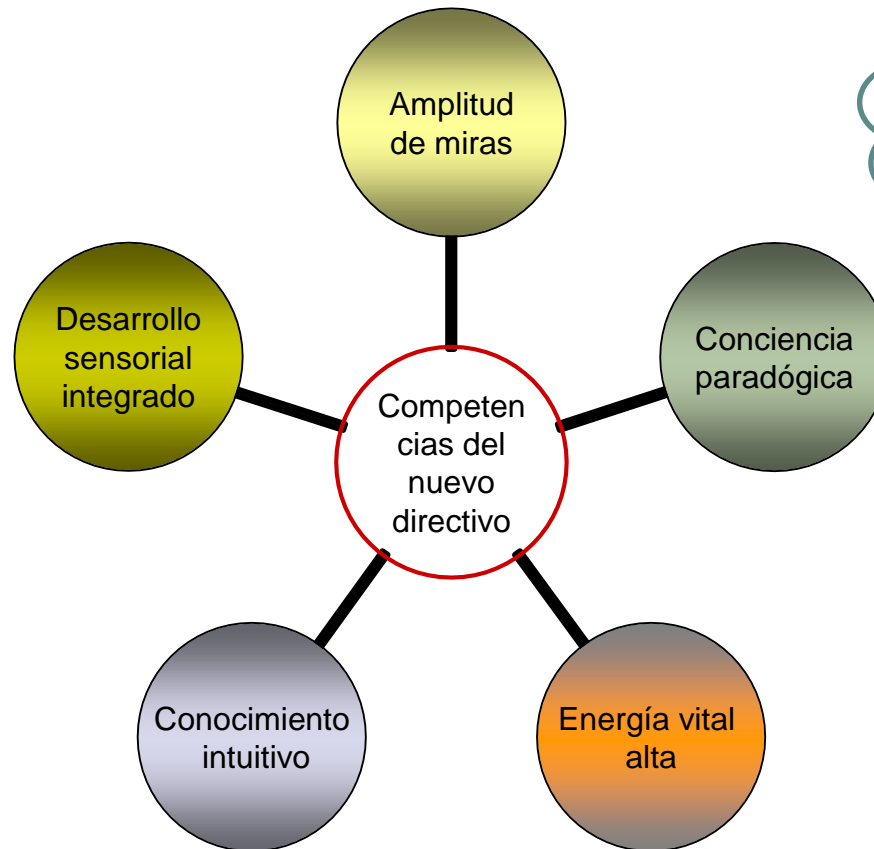 Amplitud
de miras
Desarrollo
sensorial
integrado
Conciencia
paradógica
Competen
cias del
nuevo
directivo
Conocimiento
intuitivo
Energía vital
alta